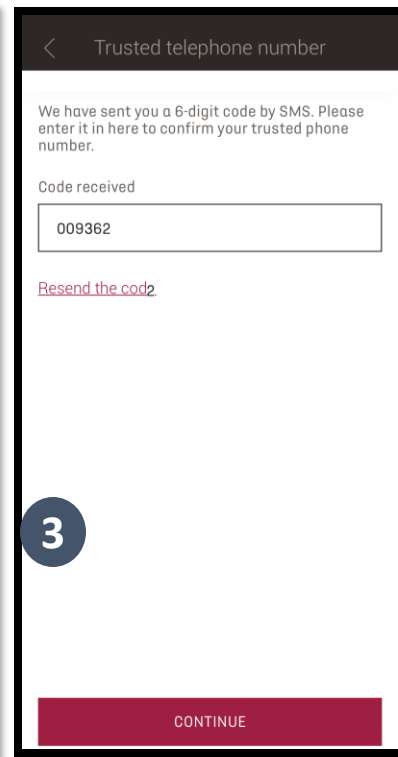 Trusted telephone number
We have sent you a 6-digit code by SMS. Please
enter it in here to confirm your trusted phone
number.
Code received
009362
Resend the cod2
3
CONTINUE